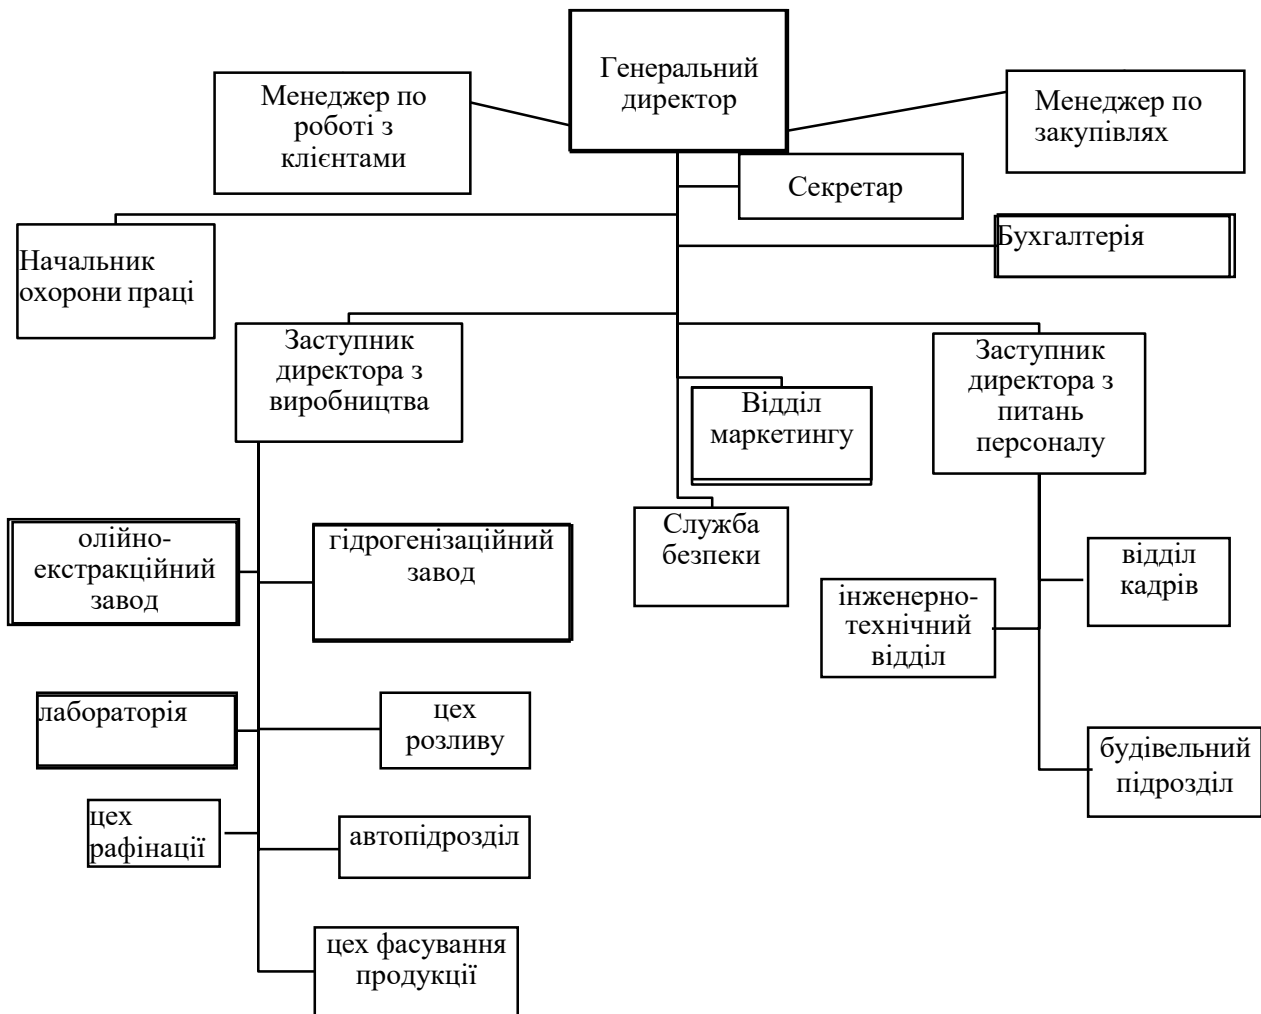 Генеральний
директор
Менеджер по
роботі з
клієнтами
Менеджер по
закупівлях
Секретар
Начальник
охорони праці
Бухгалтерія
Заступник
директора з
виробництва
Відділ
маркетингу
Заступник
директора з
питань
персоналу
Служба
безпеки
олійно-
екстракційний
завод
гідрогенізаційний
завод
інженерно-
технічний
відділ
відділ
кадрів
лабораторія
цех
розливу
будівельний
підрозділ
цех
рафінації
автопідрозділ
цех фасування
продукції